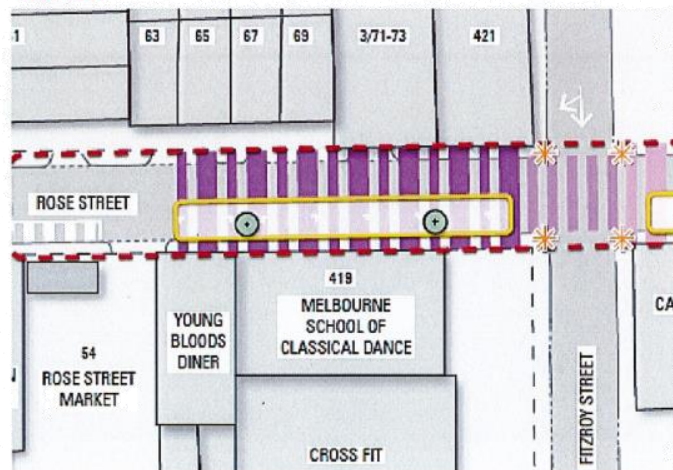 63
65
67
69
3/71-73
421
ROSE STREET
419
MELBOURNE
SCHOOL OF
CLASSICAL DANCE
YOUNG
BLOODS
DINER
54
ROSE STREET
MARKET
CROSS FIT
FITZROY STREET